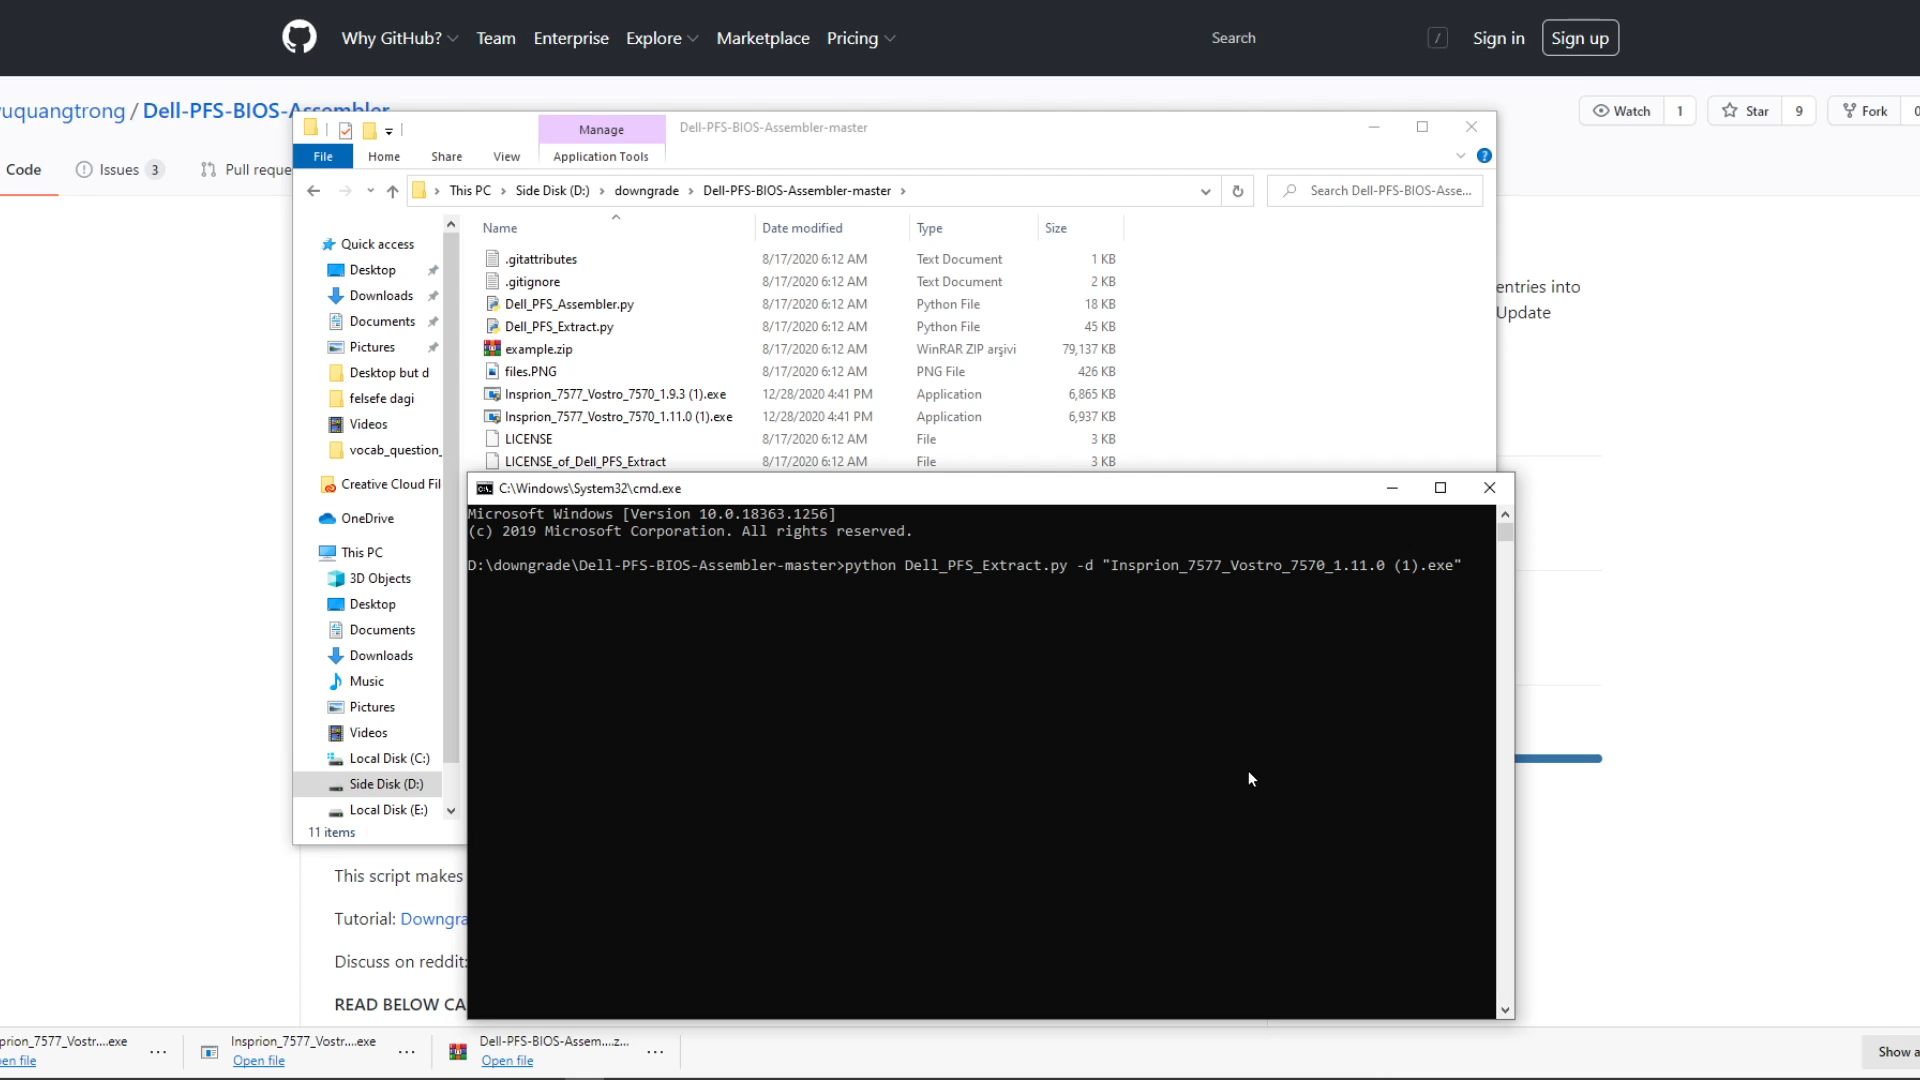 Why GitHub? Team Enterprise Explore Marketplace Pricing Search / Sign in Sign up
uquangtrong / Dell-PFS-BIOS-Assembler
Watch 1 Star 9 Fork
Code Issues 3 Pull reque
entries into
Update
Manage Dell-PFS-BIOS-Assembler-master
File Home Share View Application Tools
This PC > Side Disk (D:) > downgrade > Dell-PFS-BIOS-Assembler-master > Search Dell-PFS-BIOS-Asse...
Quick access
Desktop
Downloads
Documents
Pictures
Desktop but d
felsefe dagi
Videos
vocab_question_
Creative Cloud Fil
OneDrive
This PC
3D Objects
Desktop
Documents
Downloads
Music
Pictures
Videos
Local Disk (C:)
Side Disk (D:)
Local Disk (E:)
11 items
Name Date modified Type Size
.gitattributes 8/17/2020 6:12 AM Text Document 1 KB
.gitignore 8/17/2020 6:12 AM Text Document 2 KB
Dell_PFS_Assembler.py 8/17/2020 6:12 AM Python File 18 KB
Dell_PFS_Extract.py 8/17/2020 6:12 AM Python File 45 KB
example.zip 8/17/2020 6:12 AM WinRAR ZIP arşivi 79,137 KB
files.PNG 8/17/2020 6:12 AM PNG File 426 KB
Insprion_7577_Vostro_7570_1.9.3 (1).exe 12/28/2020 4:41 PM Application 6,865 KB
Insprion_7577_Vostro_7570_1.11.0 (1).exe 12/28/2020 4:41 PM Application 6,937 KB
LICENSE 8/17/2020 6:12 AM File 3 KB
LICENSE_of_Dell_PFS_Extract 8/17/2020 6:12 AM File 3 KB
C:\Windows\System32\cmd.exe
Microsoft Windows [Version 10.0.18363.1256]
(c) 2019 Microsoft Corporation. All rights reserved.
D:\downgrade\Dell-PFS-BIOS-Assembler-master>python Dell_PFS_Extract.py -d "Insprion_7577_Vostro_7570_1.11.0 (1).exe"
This script makes
Tutorial: Downgra
Discuss on reddit:
READ BELOW CA
prion_7577_Vostr....exe
en file
Insprion_7577_Vostr....exe
Open file
Dell-PFS-BIOS-Assem....z...
Open file
Show a